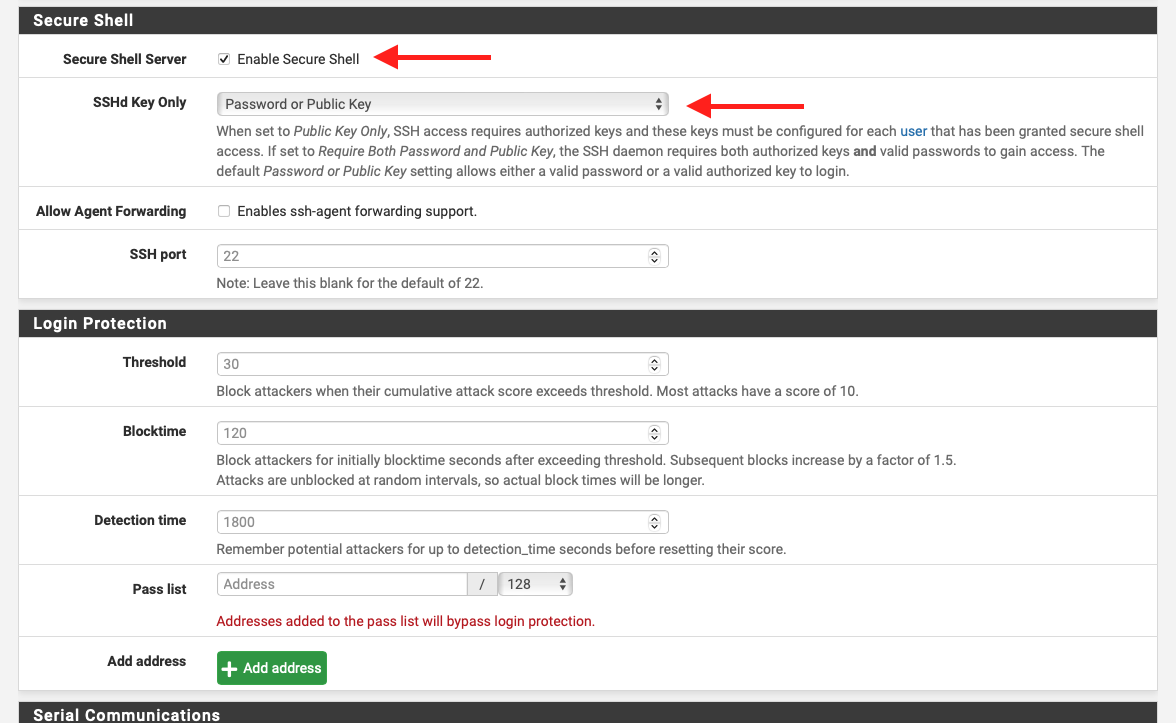 Secure Shell
Secure Shell Server
Enable Secure Shell
SSHd Key Only
Password or Public Key
When set to Public Key Only, SSH access requires authorized keys and these keys must be configured for each user that has been granted secure shell
access. If set to Require Both Password and Public Key, the SSH daemon requires both authorized keys and valid passwords to gain access. The
default Password or Public Key setting allows either a valid password or a valid authorized key to login.
Allow Agent Forwarding
Enables ssh-agent forwarding support.
SSH port
22
Note: Leave this blank for the default of 22.
Login Protection
Threshold
30
Block attackers when their cumulative attack score exceeds threshold. Most attacks have a score of 10.
Blocktime
120
Block attackers for initially blocktime seconds after exceeding threshold. Subsequent blocks increase by a factor of 1.5.
Attacks are unblocked at random intervals, so actual block times will be longer.
Detection time
1800
Remember potential attackers for up to detection_time seconds before resetting their score.
Pass list
Address
/
128
Addresses added to the pass list will bypass login protection.
Add address
Add address
Serial Communications